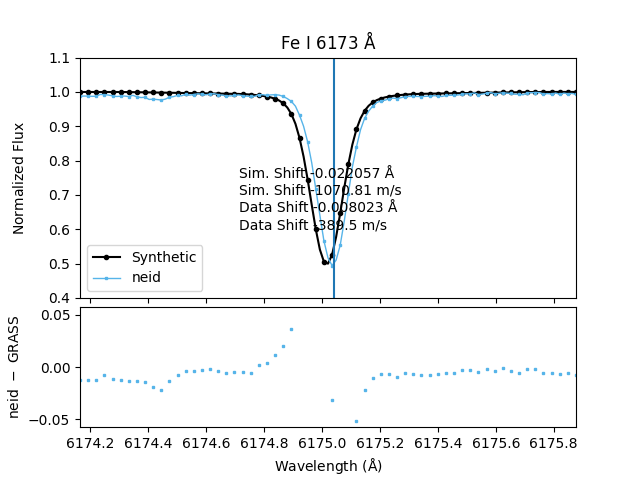 Fe I 6173 Å
1.1
1.0
0.9
0.8
0.7
0.6
0.5
0.4
Normalized Flux
Sim. Shift -0.022057 Å
Sim. Shift -1070.81 m/s
Data Shift -0.008023 Å
Data Shift -389.5 m/s
Synthetic
neid
0.05
0.00
−0.05
neid − GRASS
6174.2 6174.4 6174.6 6174.8 6175.0 6175.2 6175.4 6175.6 6175.8
Wavelength (Å)